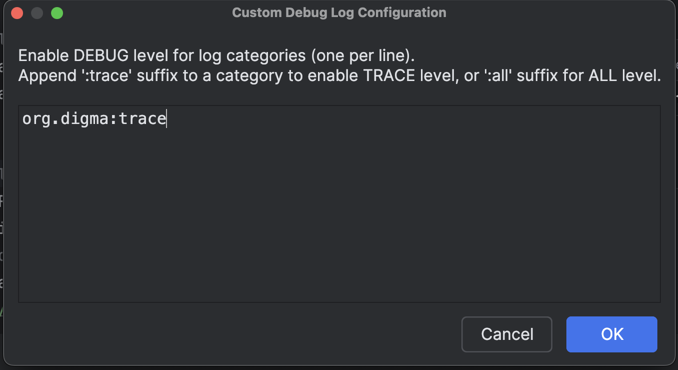 Custom Debug Log Configuration
Enable DEBUG level for log categories (one per line).
Append ':trace' suffix to a category to enable TRACE level, or ':all' suffix for ALL level.
org.digma:trace
Cancel
OK